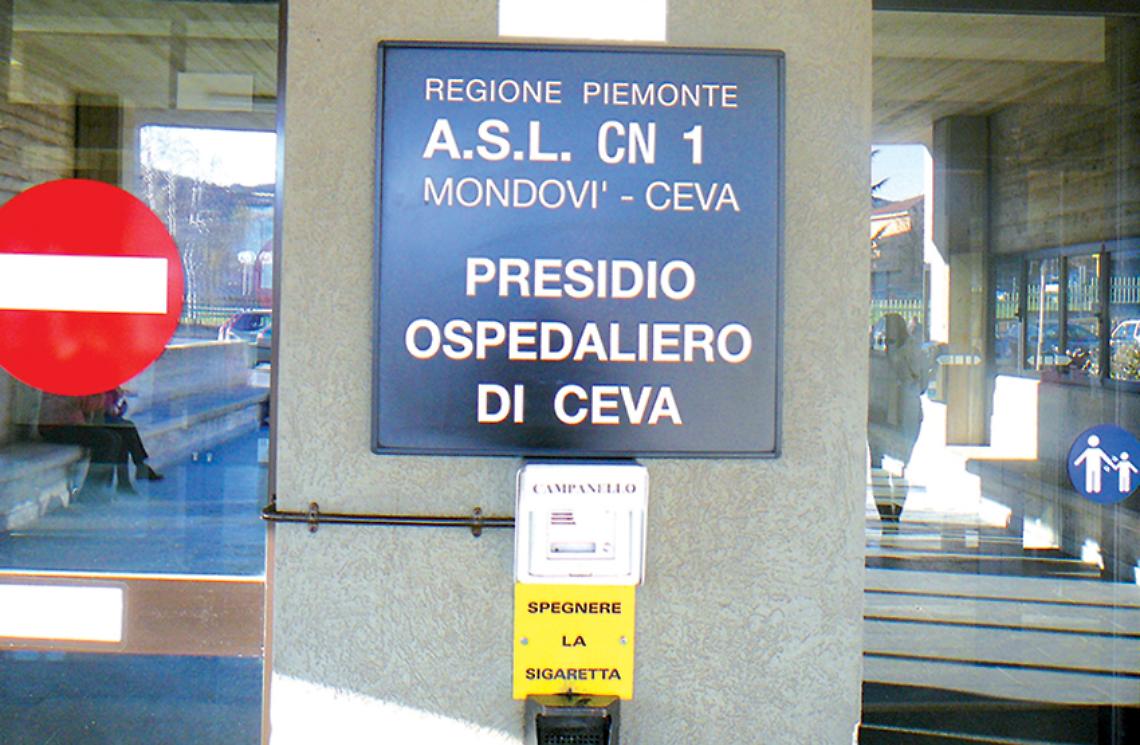 REGIONE PIEMONTE
A.S.L. CN 1
MONDOVI' - CEVA
PRESIDIO
OSPEDALIERO
DI CEVA
CAMPANELLO
SPEGNERE
LA
SIGARETTA